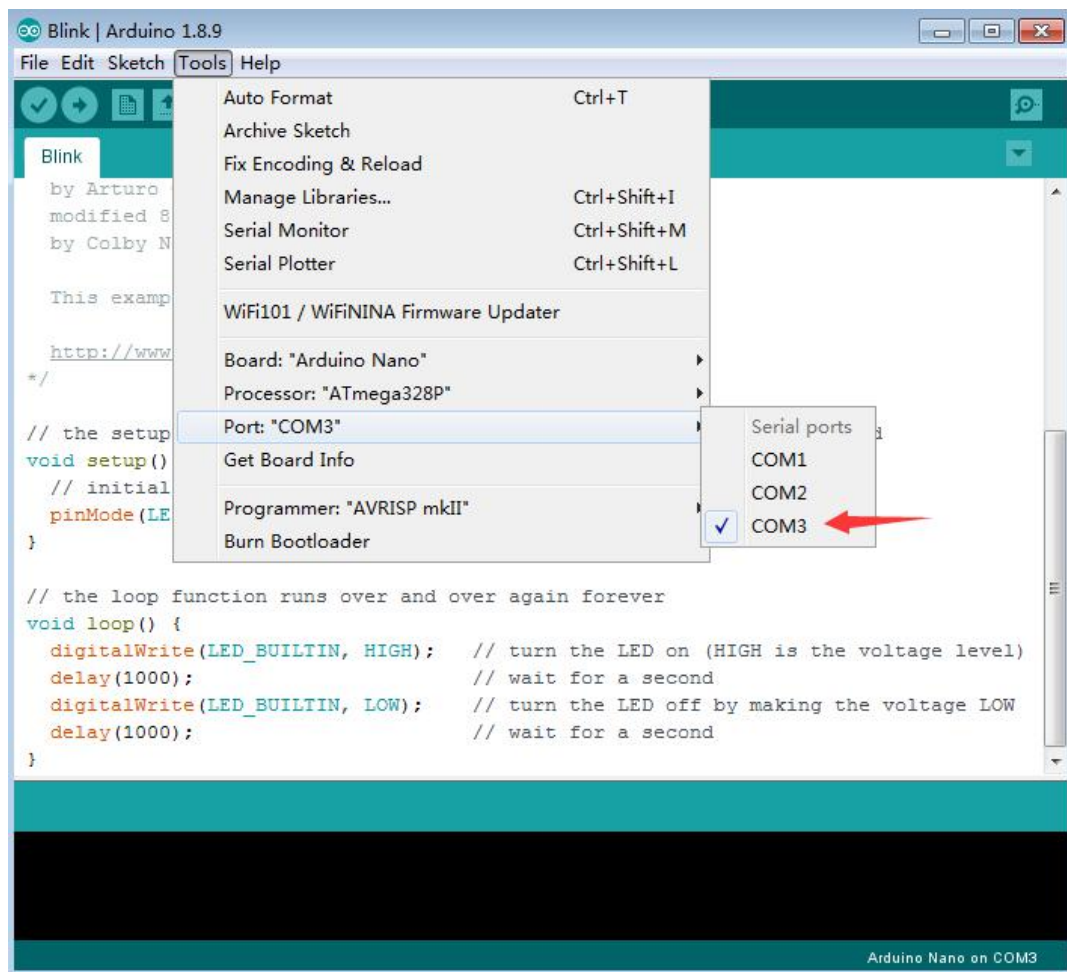 Blink | Arduino 1.8.9
File Edit Sketch Tools Help
Auto Format Ctrl+T
Archive Sketch
Fix Encoding & Reload
Manage Libraries... Ctrl+Shift+I
Serial Monitor Ctrl+Shift+M
Serial Plotter Ctrl+Shift+L
WiFi101 / WiFiNINA Firmware Updater
Board: "Arduino Nano"
Processor: "ATmega328P"
Port: "COM3"
Get Board Info
Programmer: "AVRISP mkII"
Burn Bootloader
Serial ports
COM1
COM2
COM3
Blink
by Arturo
modified 8
by Colby N
This examp
http://www
*/
// the setup
void setup()
// initial
pinMode(LE
}
// the loop function runs over and over again forever
void loop() {
digitalWrite(LED_BUILTIN, HIGH); // turn the LED on (HIGH is the voltage level)
delay(1000); // wait for a second
digitalWrite(LED_BUILTIN, LOW); // turn the LED off by making the voltage LOW
delay(1000); // wait for a second
}
Arduino Nano on COM3